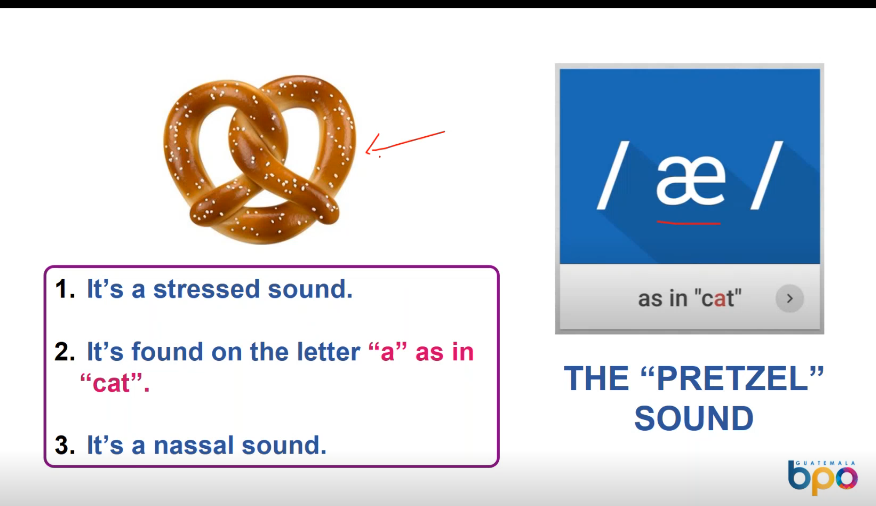 1. It's a stressed sound.
2. It's found on the letter “a” as in
“cat”.
3. It's a nassal sound.
/ æ /
as in "cat"
THE “PRETZEL”
SOUND
GUATEMALA
bpo